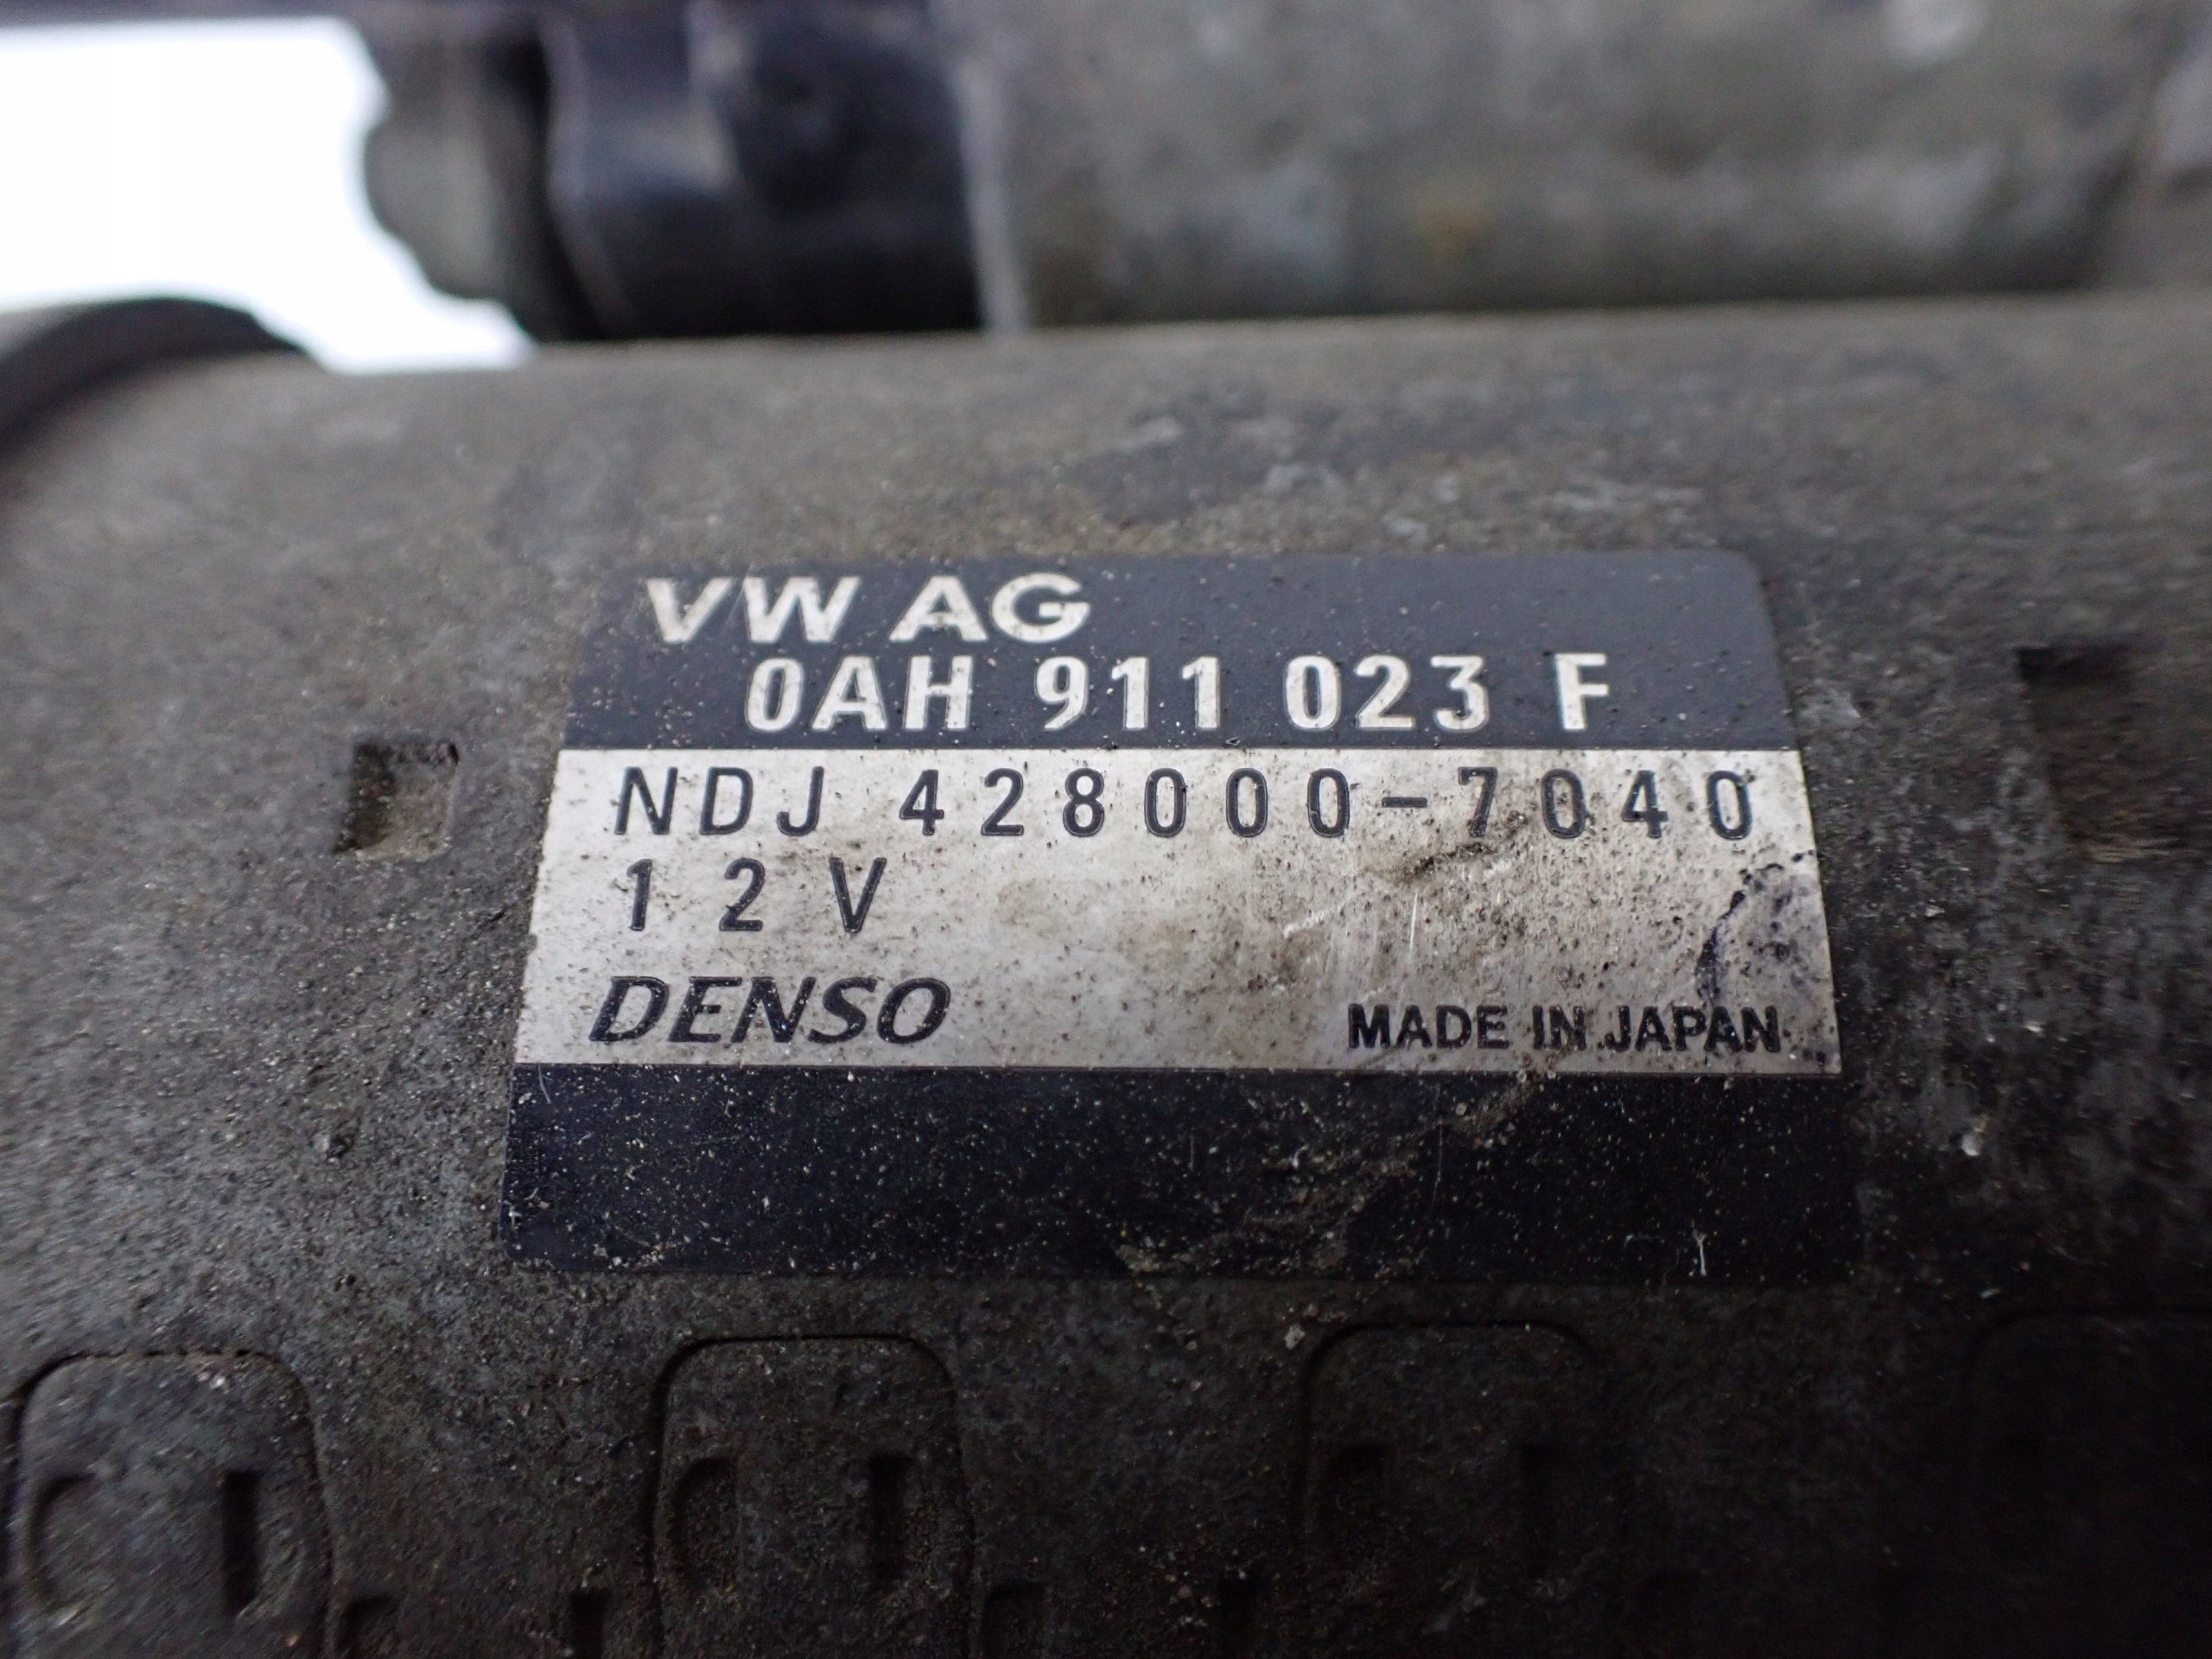 VW AG
0AH 911 023 F
NDJ 428000-7040
12V
DENSO
MADE IN JAPAN